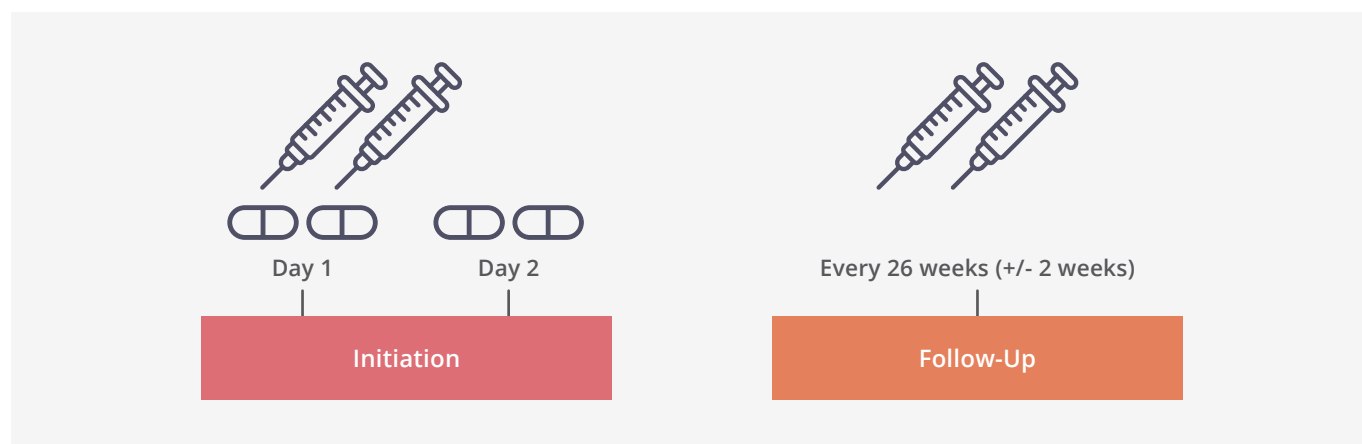 Day 1
Day 2
Every 26 weeks (+/- 2 weeks)
Initiation
Follow-Up